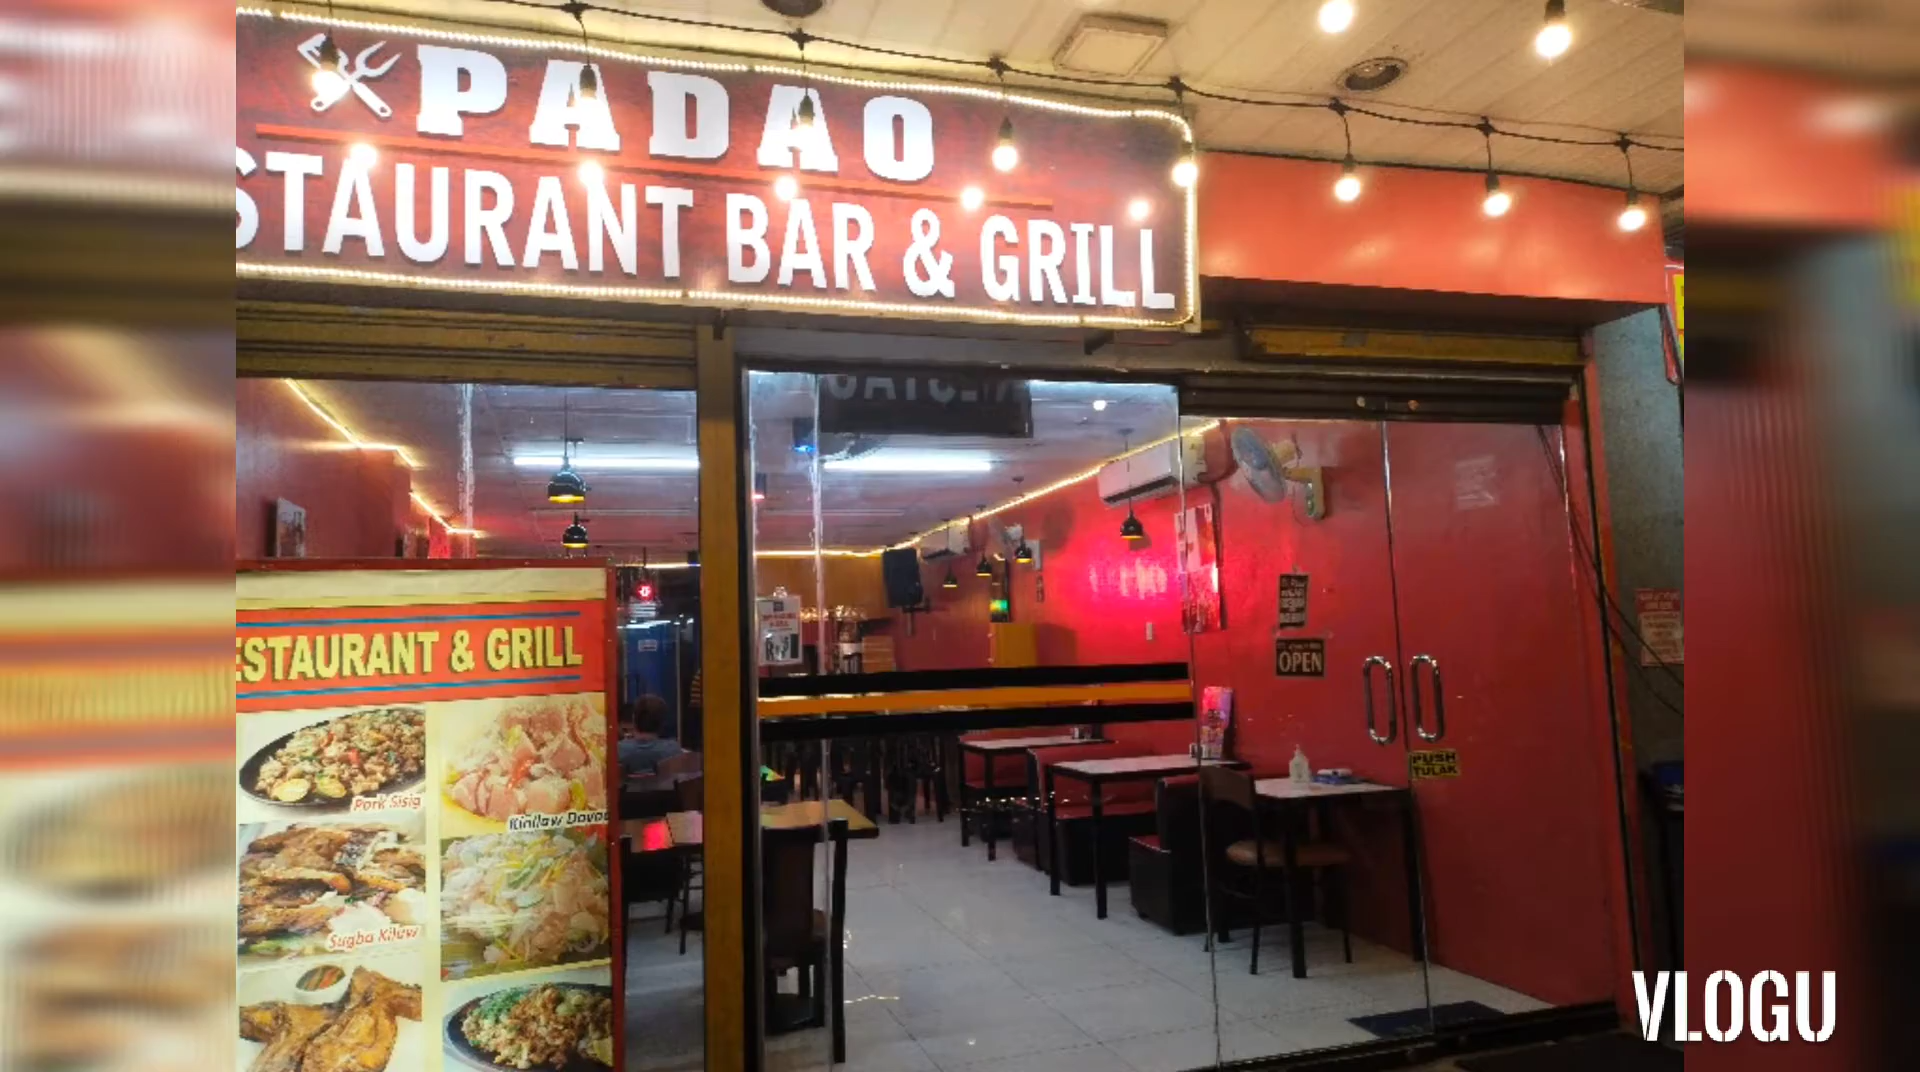 PADAO
STAURANT BAR & GRILL
ESTAURANT & GRILL
Pork Sisig
Kinilaw Davao
Sugba Kilaw
OPEN
PUSH
TULAK
VLOGU